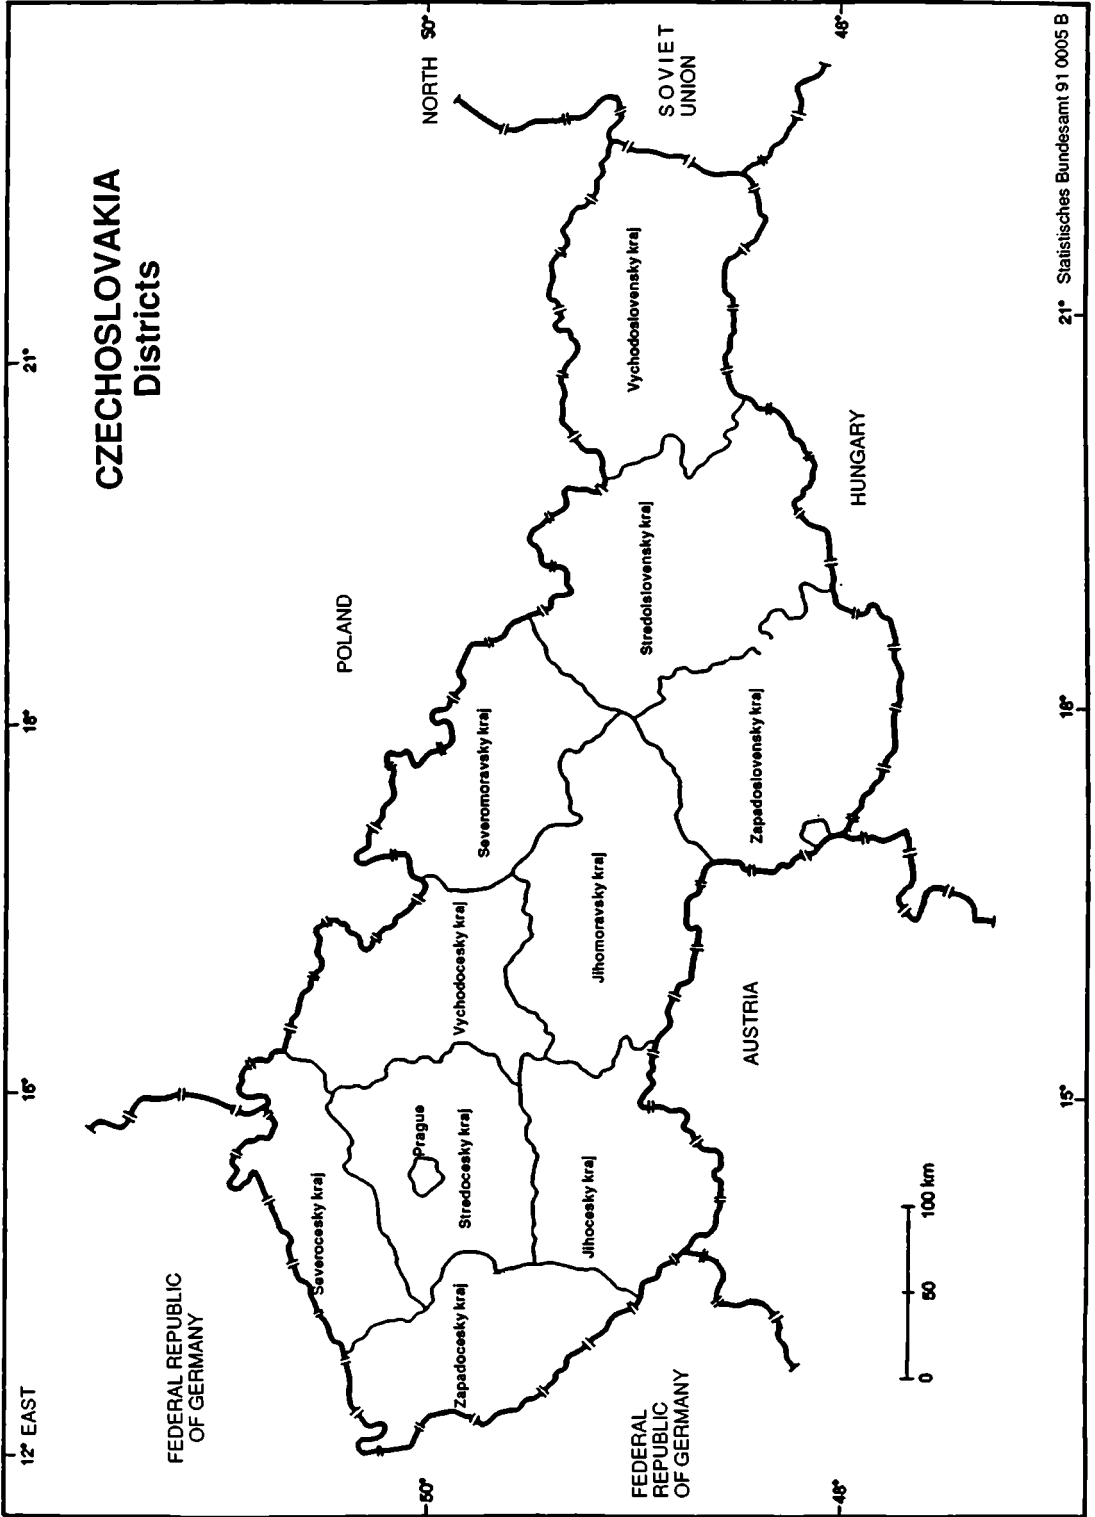 CZECHOSLOVAKIA
Districts
12° EAST
15°
18°
21°
NORTH 50°
48°
FEDERAL REPUBLIC
OF GERMANY
POLAND
SOVIET
UNION
Severocesky kraj
Prague
Stredocesky kraj
Zapadocesky kraj
Vychodocesky kraj
Severomoravsky kraj
Jihocesky kraj
Jihomoravsky kraj
Stredolslovensky kraj
Vychodoslovensky kraj
Zapadoslovensky kraj
FEDERAL
REPUBLIC
OF GERMANY
AUSTRIA
HUNGARY
50°
48°
0 50 100 km
15°
18°
21°
Statistisches Bundesamt 91 0005 B